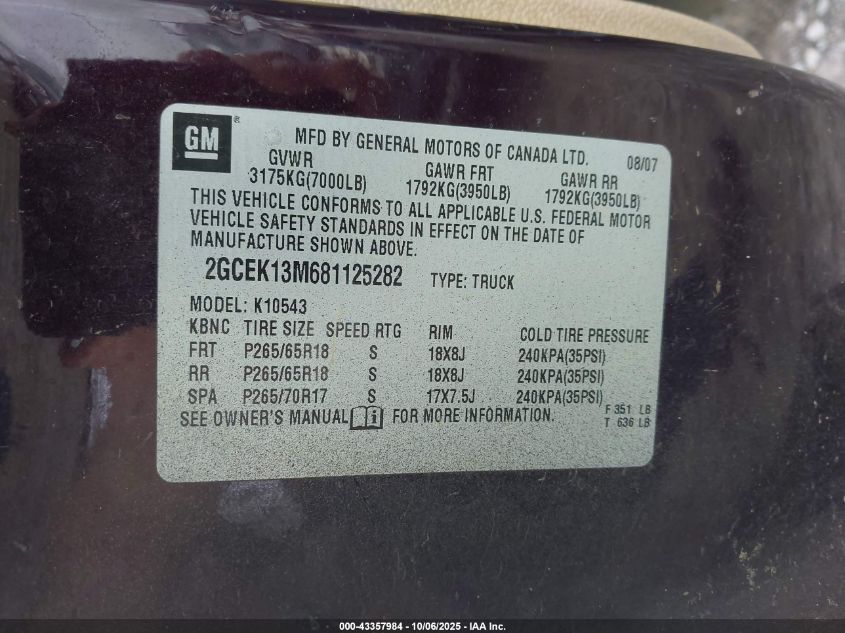 GM ®
MFD BY GENERAL MOTORS OF CANADA LTD. 08/07
GVWR GAWR FRT GAWR RR
3175KG(7000LB) 1792KG(3950LB) 1792KG(3950LB)
THIS VEHICLE CONFORMS TO ALL APPLICABLE U.S. FEDERAL MOTOR
VEHICLE SAFETY STANDARDS IN EFFECT ON THE DATE OF
MANUFACTURE SHOWN ABOVE.
2GCEK13M681125282 TYPE: TRUCK
MODEL: K10543
KBNC TIRE SIZE SPEED RTG RIM COLD TIRE PRESSURE
FRT P265/65R18 S 18X8J 240KPA(35PSI)
RR P265/65R18 S 18X8J 240KPA(35PSI)
SPA P265/70R17 S 17X7.5J 240KPA(35PSI)
SEE OWNER'S MANUAL i FOR MORE INFORMATION. F 351 LB
T 636 LB
000-43357984 - 10/06/2025 - IAA Inc.